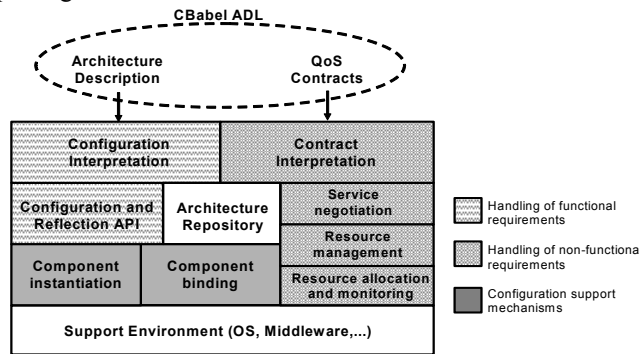 CBabel ADL
Architecture
Description
QoS
Contracts
Configuration
Interpretation
Contract
Interpretation
Configuration and
Reflection API
Architecture
Repository
Service
negotiation
Resource
management
Component
instantiation
Component
binding
Resource allocation
and monitoring
Support Environment (OS, Middleware,...)
Handling of functional
requirements
Handling of non-functional
requirements
Configuration support
mechanisms